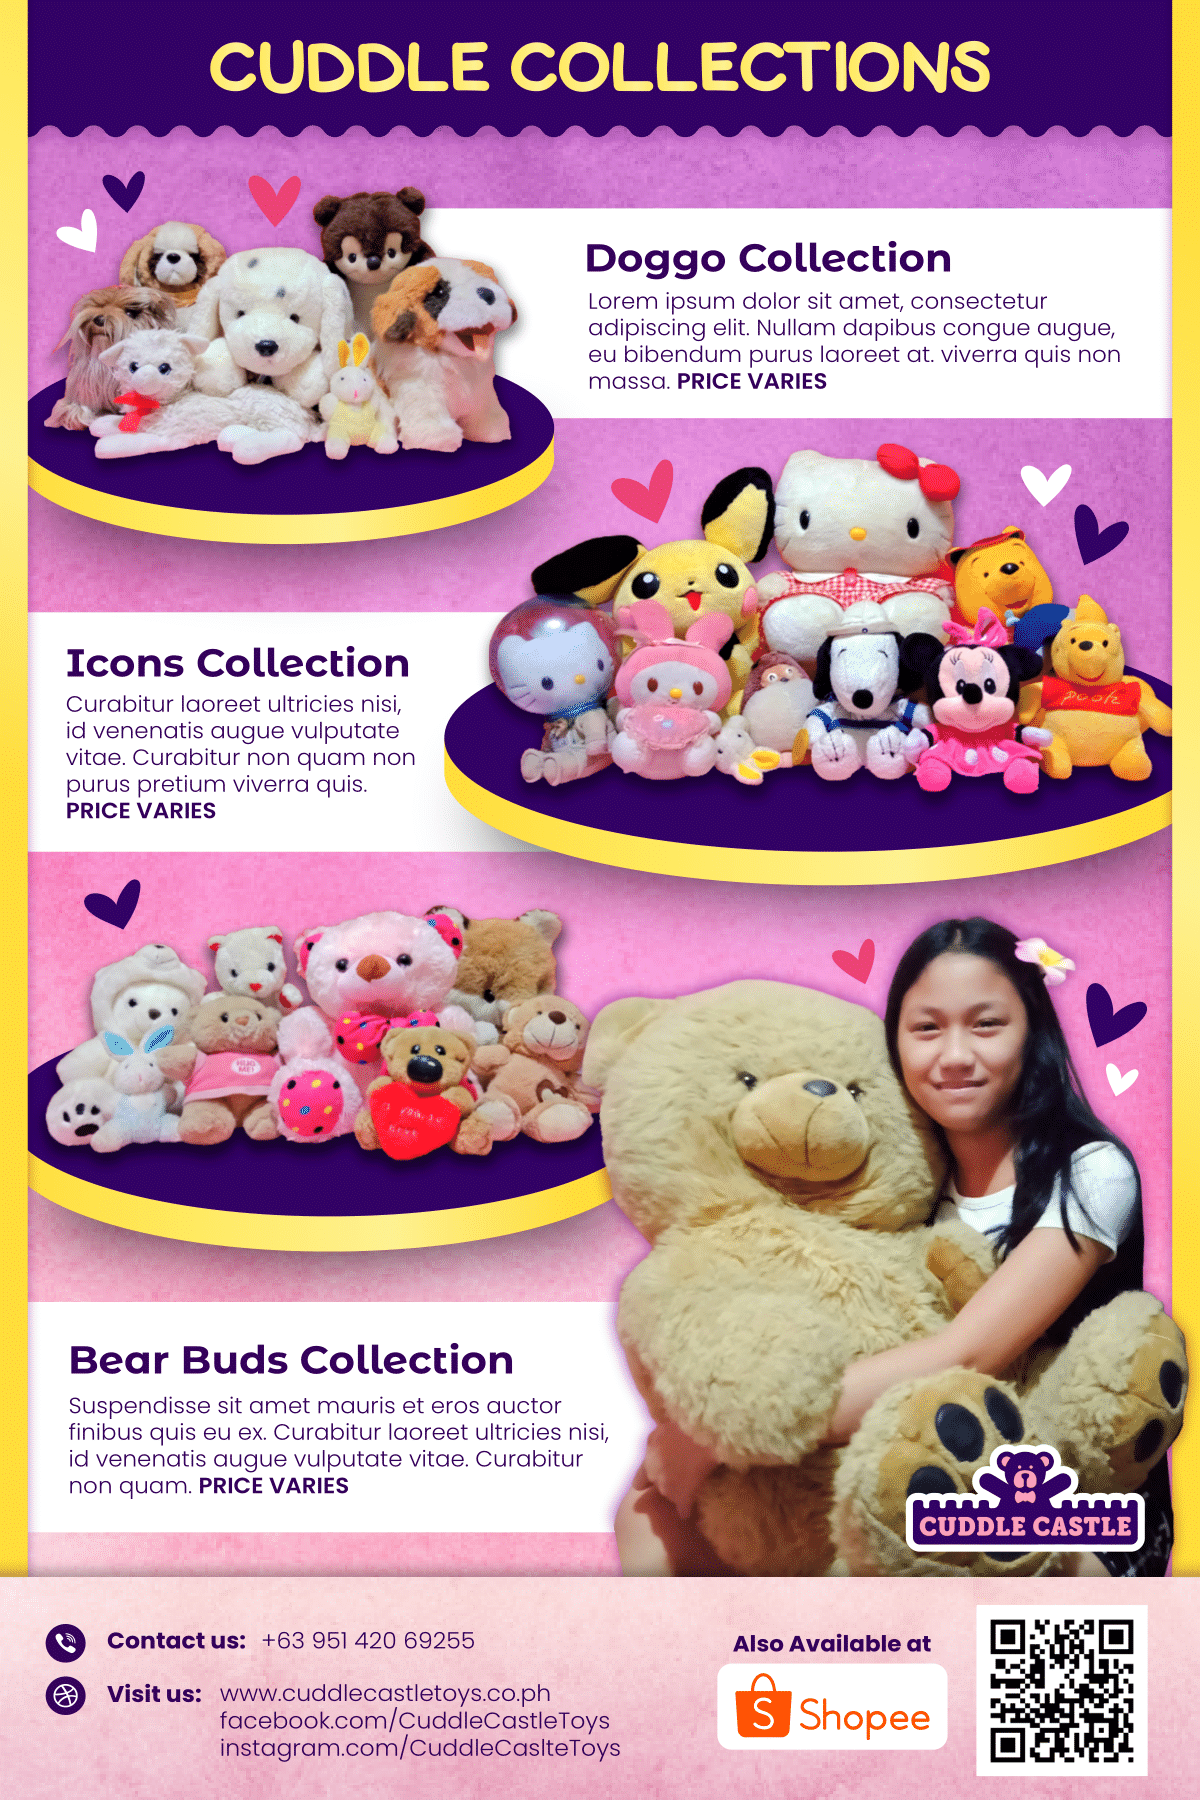 CUDDLE COLLECTIONS
Doggo Collection
Lorem ipsum dolor sit amet, consectetur
adipiscing elit. Nullam dapibus congue augue,
eu bibendum purus laoreet at. viverra quis non
massa. PRICE VARIES
Icons Collection
Curabitur laoreet ultricies nisi,
id venenatis augue vulputate
vitae. Curabitur non quam non
purus pretium viverra quis.
PRICE VARIES
pooh
HUG
ME!
Bear Buds Collection
Suspendisse sit amet mauris et eros auctor
finibus quis eu ex. Curabitur laoreet ultricies nisi,
id venenatis augue vulputate vitae. Curabitur
non quam. PRICE VARIES
CUDDLE CASTLE
Contact us: +63 951 420 69255
Visit us: www.cuddlecastletoys.co.ph
facebook.com/CuddleCastleToys
instagram.com/CuddleCaslteToys
Also Available at
S Shopee